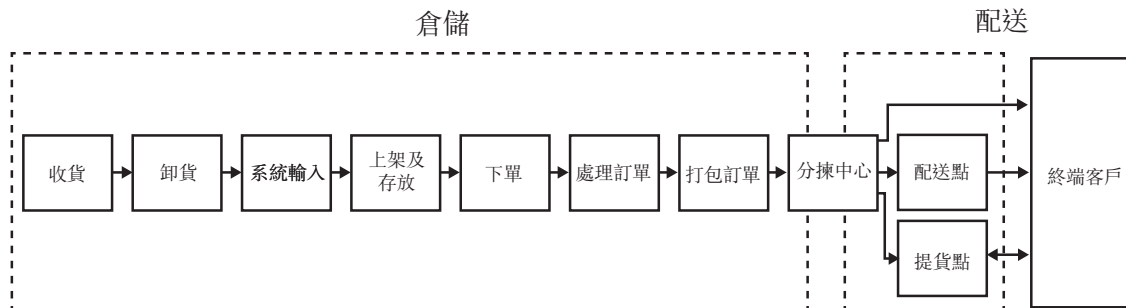 倉儲
配送
收貨
卸貨
系統輸入
上架及
存放
下單
處理訂單
打包訂單
分揀中心
配送點
提貨點
終端客戶